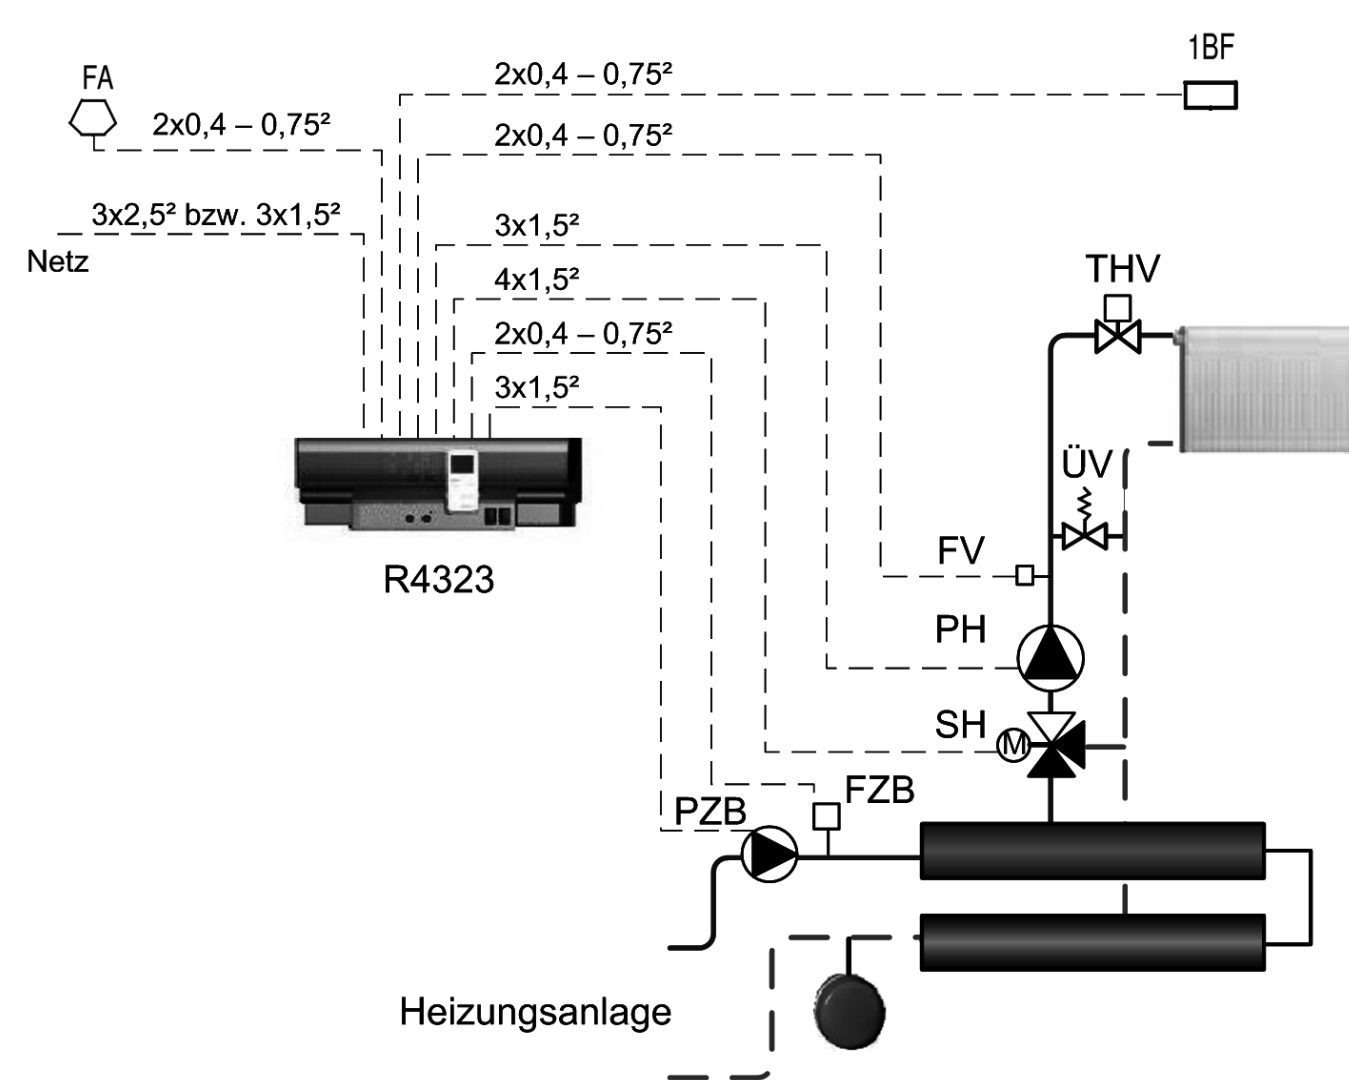 1BF
FA
2x0,4 – 0,75²
2x0,4 – 0,75²
2x0,4 – 0,75²
3x2,5² bzw. 3x1,5²
Netz
3x1,5²
THV
4x1,5²
2x0,4 – 0,75²
3x1,5²
ÜV
FV
R4323
PH
SH
M
FZB
PZB
Heizungsanlage